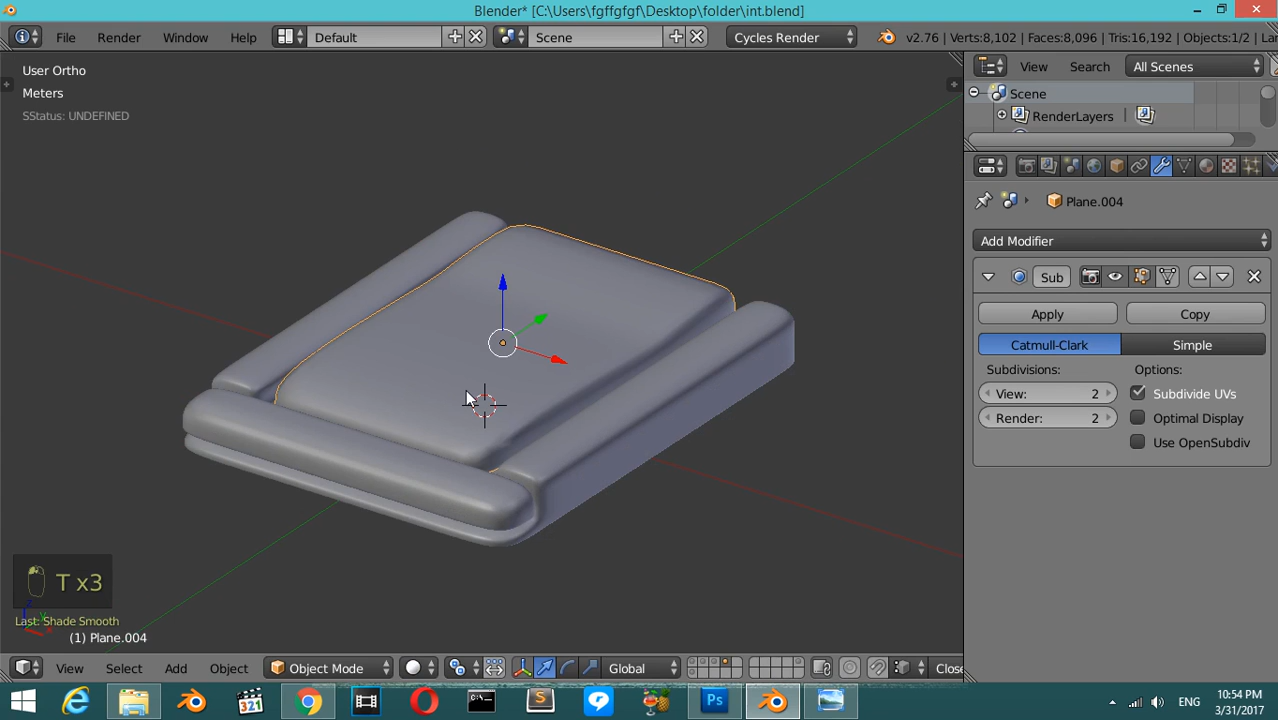 Blender* [C:\Users\fgffgfgf\Desktop\folder\int.blend]
File Render Window Help Default Scene Cycles Render v2.76 | Verts:8,102 | Faces:8,096 | Tris:16,192 | Objects:1/2 | Lar
User Ortho
Meters
SStatus: UNDEFINED
View Search All Scenes
Scene
RenderLayers
Plane.004
Add Modifier
Sub
Apply Copy
Catmull-Clark Simple
Subdivisions: Options:
View: 2 Subdivide UVs
Render: 2 Optimal Display
Use OpenSubdiv
T x3
Last: Shade Smooth
(1) Plane.004
View Select Add Object Object Mode Global Close
ENG
10:54 PM
3/31/2017